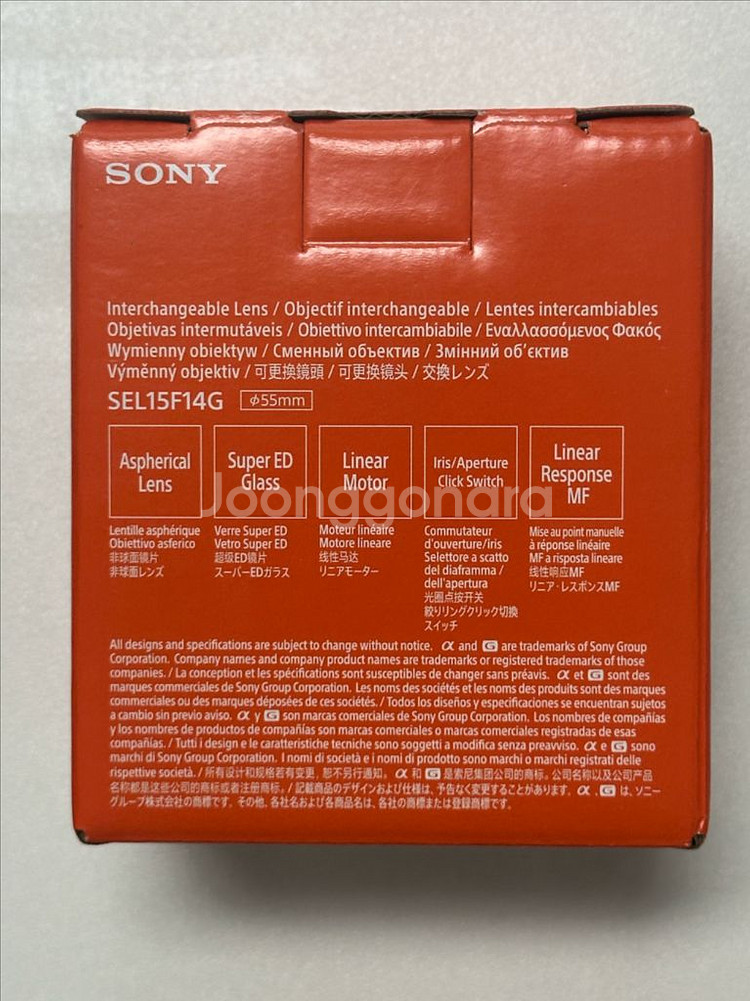 SONY
Interchangeable Lens / Objectif interchangeable / Lentes intercambiables
Objetivas intermutáveis / Obiettivo intercambiabile / Εναλλασσόμενος Φακός
Wymienny obiektyw / Сменный объектив / Змінний об’єктив
Výměnný objektiv / 可更換鏡頭 / 可更换镜头 / 交換レンズ
SEL15F14G φ55mm
Aspherical
Lens
Super ED
Glass
Linear
Motor
Iris/Aperture
Click Switch
Linear
Response
MF
Joonggonara
Lentille asphérique
Obiettivo asferico
非球面镜片
非球面レンズ
Verre Super ED
Vetro Super ED
超级ED镜片
スーパーEDガラス
Moteur linéaire
Motore lineare
线性马达
リニアモーター
Commutateur
d'ouverture/iris
Selettore a scatto
del diaframma /
dell'apertura
光圈点按开关
絞りリングクリック切換
スイッチ
Mise au point manuelle
à réponse linéaire
MF a risposta lineare
线性响应MF
リニア・レスポンスMF
All designs and specifications are subject to change without notice. α and G are trademarks of Sony Group
Corporation. Company names and company product names are trademarks or registered trademarks of those
companies. / La conception et les spécifications sont susceptibles de changer sans préavis. α et G sont des
marques commerciales de Sony Group Corporation. Les noms des sociétés et les noms des produits sont des marques
commerciales ou des marques déposées de ces sociétés. / Todos los diseños y especificaciones se encuentran sujetos
a cambio sin previo aviso. α y G son marcas comerciales de Sony Group Corporation. Los nombres de compañías
y los nombres de productos de compañías son marcas comerciales o marcas comerciales registradas de esas
compañías. / Tutti i design e le caratteristiche tecniche sono soggetti a modifica senza preavviso. α e G sono
marchi di Sony Group Corporation. I nomi di società e i nomi di prodotto sono marchi o marchi registrati delle
rispettive società. / 所有设计和规格若有变更，恕不另行通知。 α 和 G 是索尼集团公司的商标。公司名称以及公司产品
名称都是这些公司的商标或者注册商标。/ 記載商品のデザインおよび仕様は、予告なく変更することがあります。 α 、G は、ソニー
グループ株式会社の商標です。その他、各社名および各商品名は、各社の商標または登録商標です。